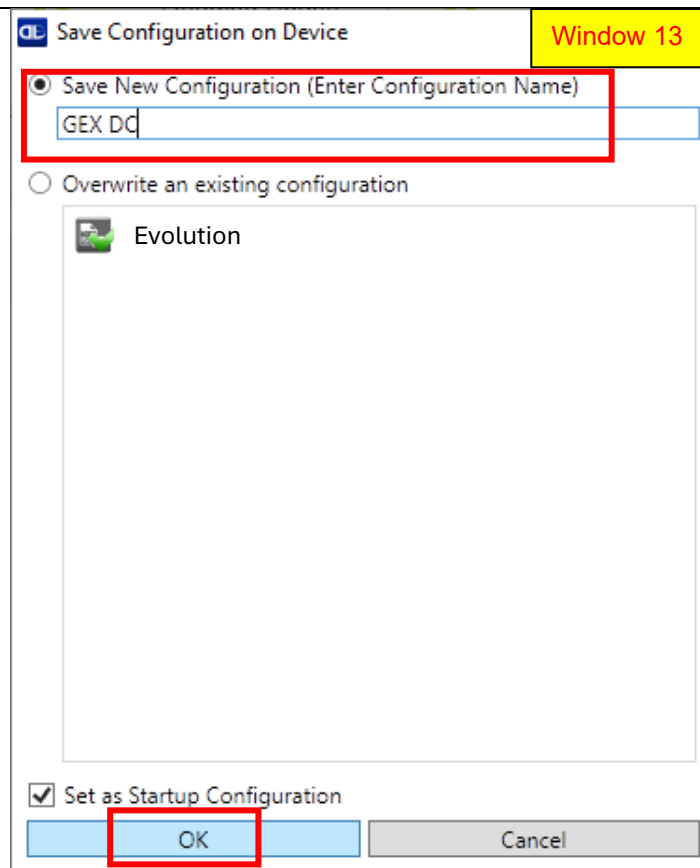 Save Configuration on Device
Window 13
Save New Configuration (Enter Configuration Name)
GEX DC
Overwrite an existing configuration
Evolution
Set as Startup Configuration
OK
Cancel